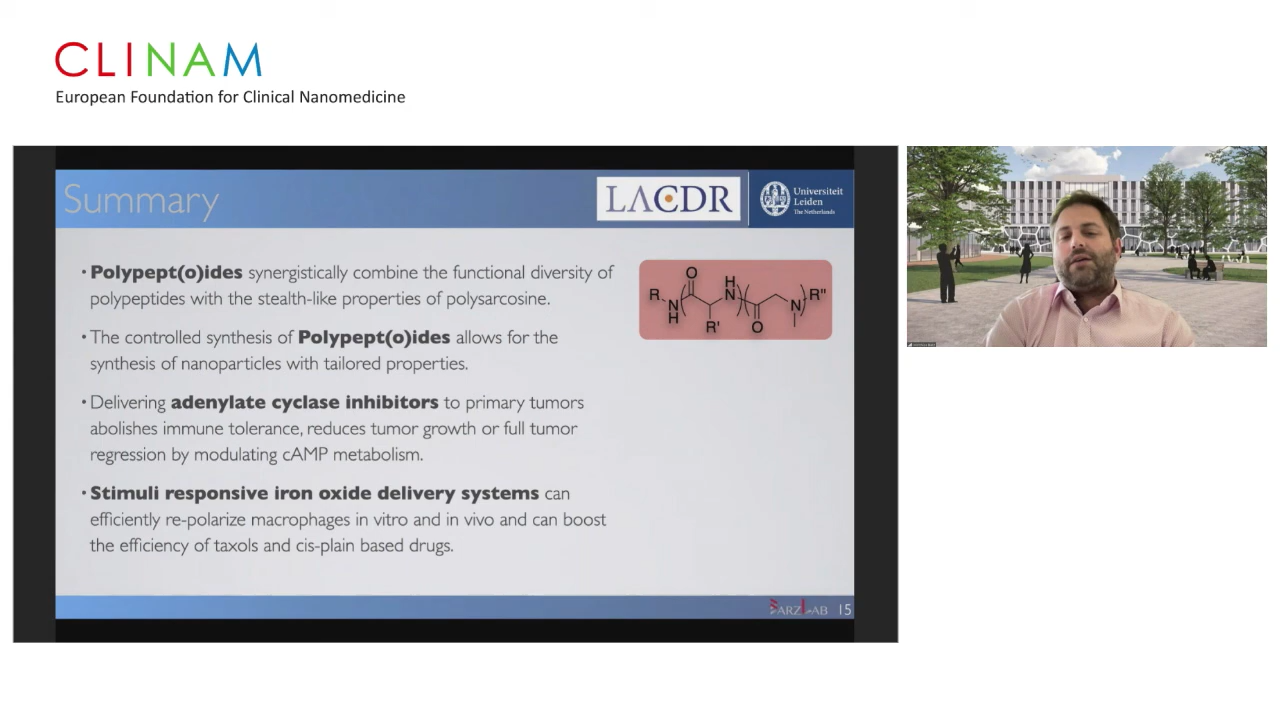 CLINAM
European Foundation for Clinical Nanomedicine
Summary
LACDR
Universiteit
Leiden
The Netherlands
• Polypept(o)ides synergistically combine the functional diversity of
polypeptides with the stealth-like properties of polysarcosine.
• The controlled synthesis of Polypept(o)ides allows for the
synthesis of nanoparticles with tailored properties.
• Delivering adenylate cyclase inhibitors to primary tumors
abolishes immune tolerance, reduces tumor growth or full tumor
regression by modulating cAMP metabolism.
• Stimuli responsive iron oxide delivery systems can
efficiently re-polarize macrophages in vitro and in vivo and can boost
the efficiency of taxols and cis-plain based drugs.
O H
R N R"
N H R' O
BARZLAB 15